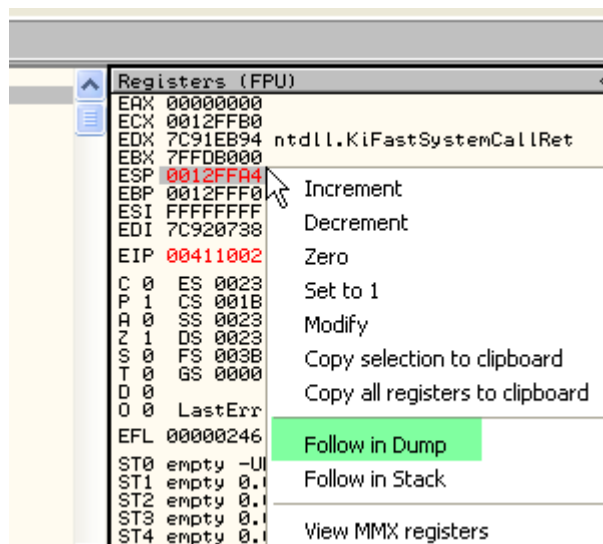 Registers (FPU)
EAX 00000000
ECX 0012FFB0
EDX 7C91EB94 ntdll.KiFastSystemCallRet
EBX 7FFDB000
ESP 0012FFA4
EBP 0012FFF0
ESI FFFFFFFF
EDI 7C920738
EIP 00411002
C 0 ES 0023
P 1 CS 001B
A 0 SS 0023
Z 1 DS 0023
S 0 FS 003B
T 0 GS 0000
D 0
O 0 LastErr
EFL 00000246
ST0 empty
ST1 empty 0.
ST2 empty 0.
ST3 empty 0.
ST4 empty 0.
Increment
Decrement
Zero
Set to 1
Modify
Copy selection to clipboard
Copy all registers to clipboard
Follow in Dump
Follow in Stack
View MMX registers